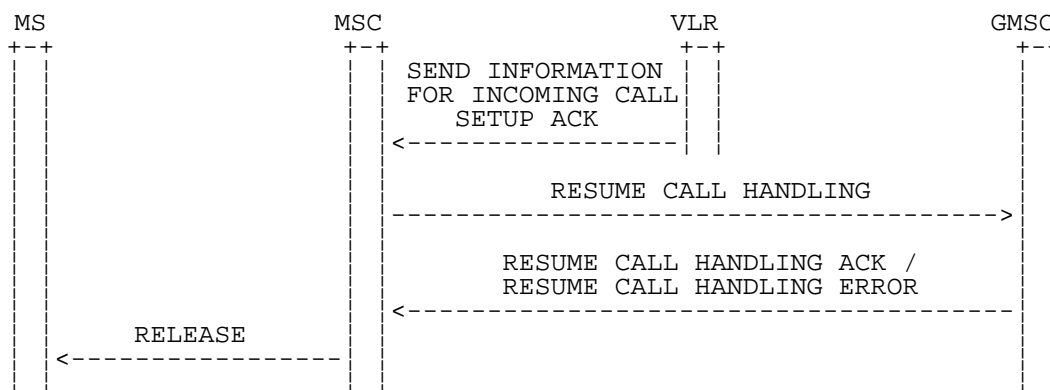 MS MSC VLR GMSC
SEND INFORMATION
FOR INCOMING CALL
SETUP ACK
RESUME CALL HANDLING
RESUME CALL HANDLING ACK /
RESUME CALL HANDLING ERROR
RELEASE